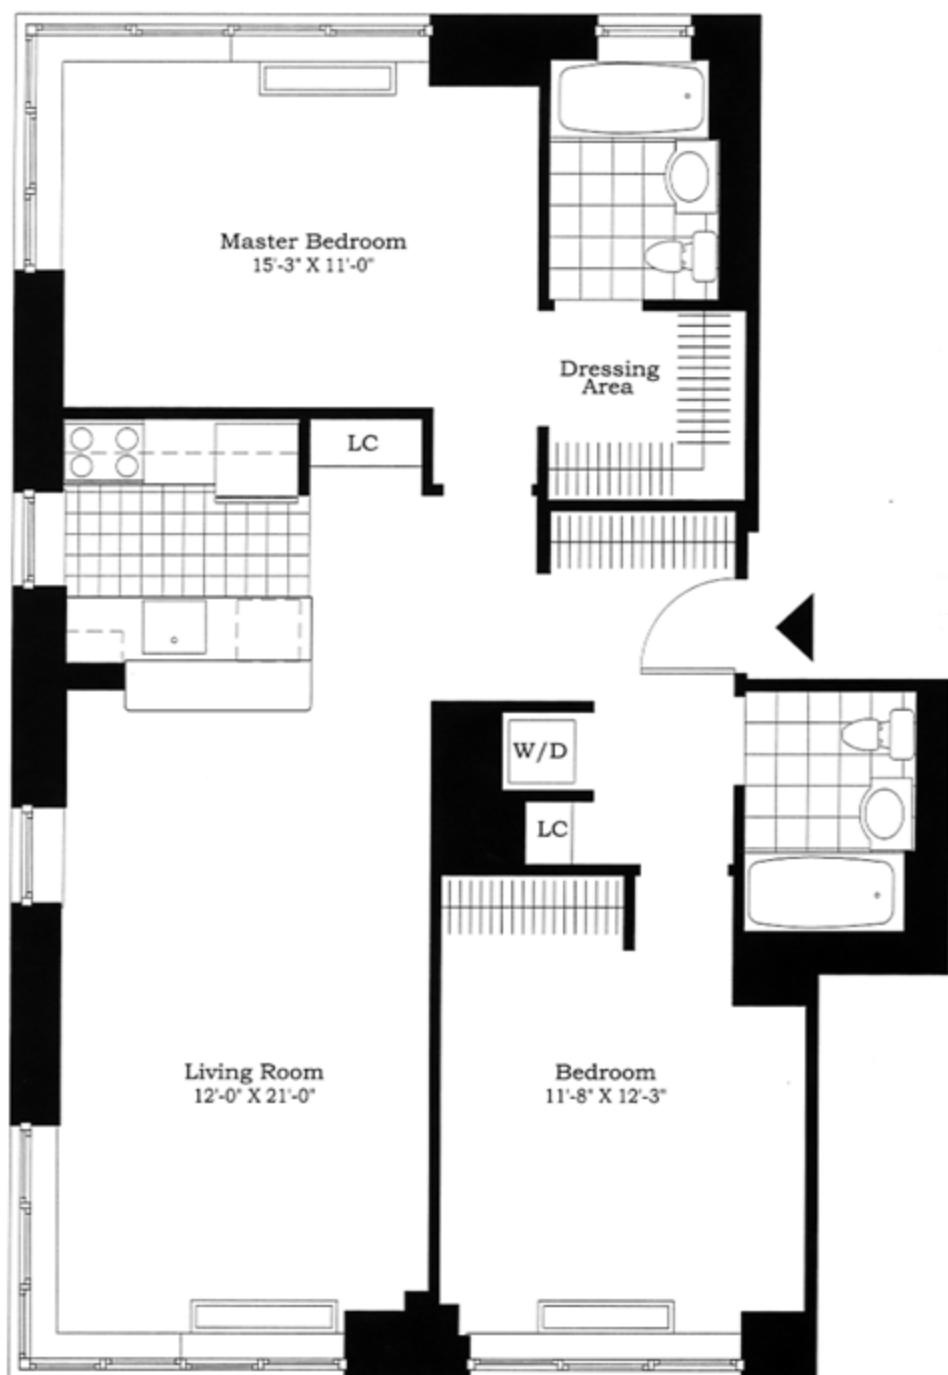 Master Bedroom
15'-3" X 11'-0"
Dressing
Area
LC
W/D
LC
Living Room
12'-0" X 21'-0"
Bedroom
11'-8" X 12'-3"